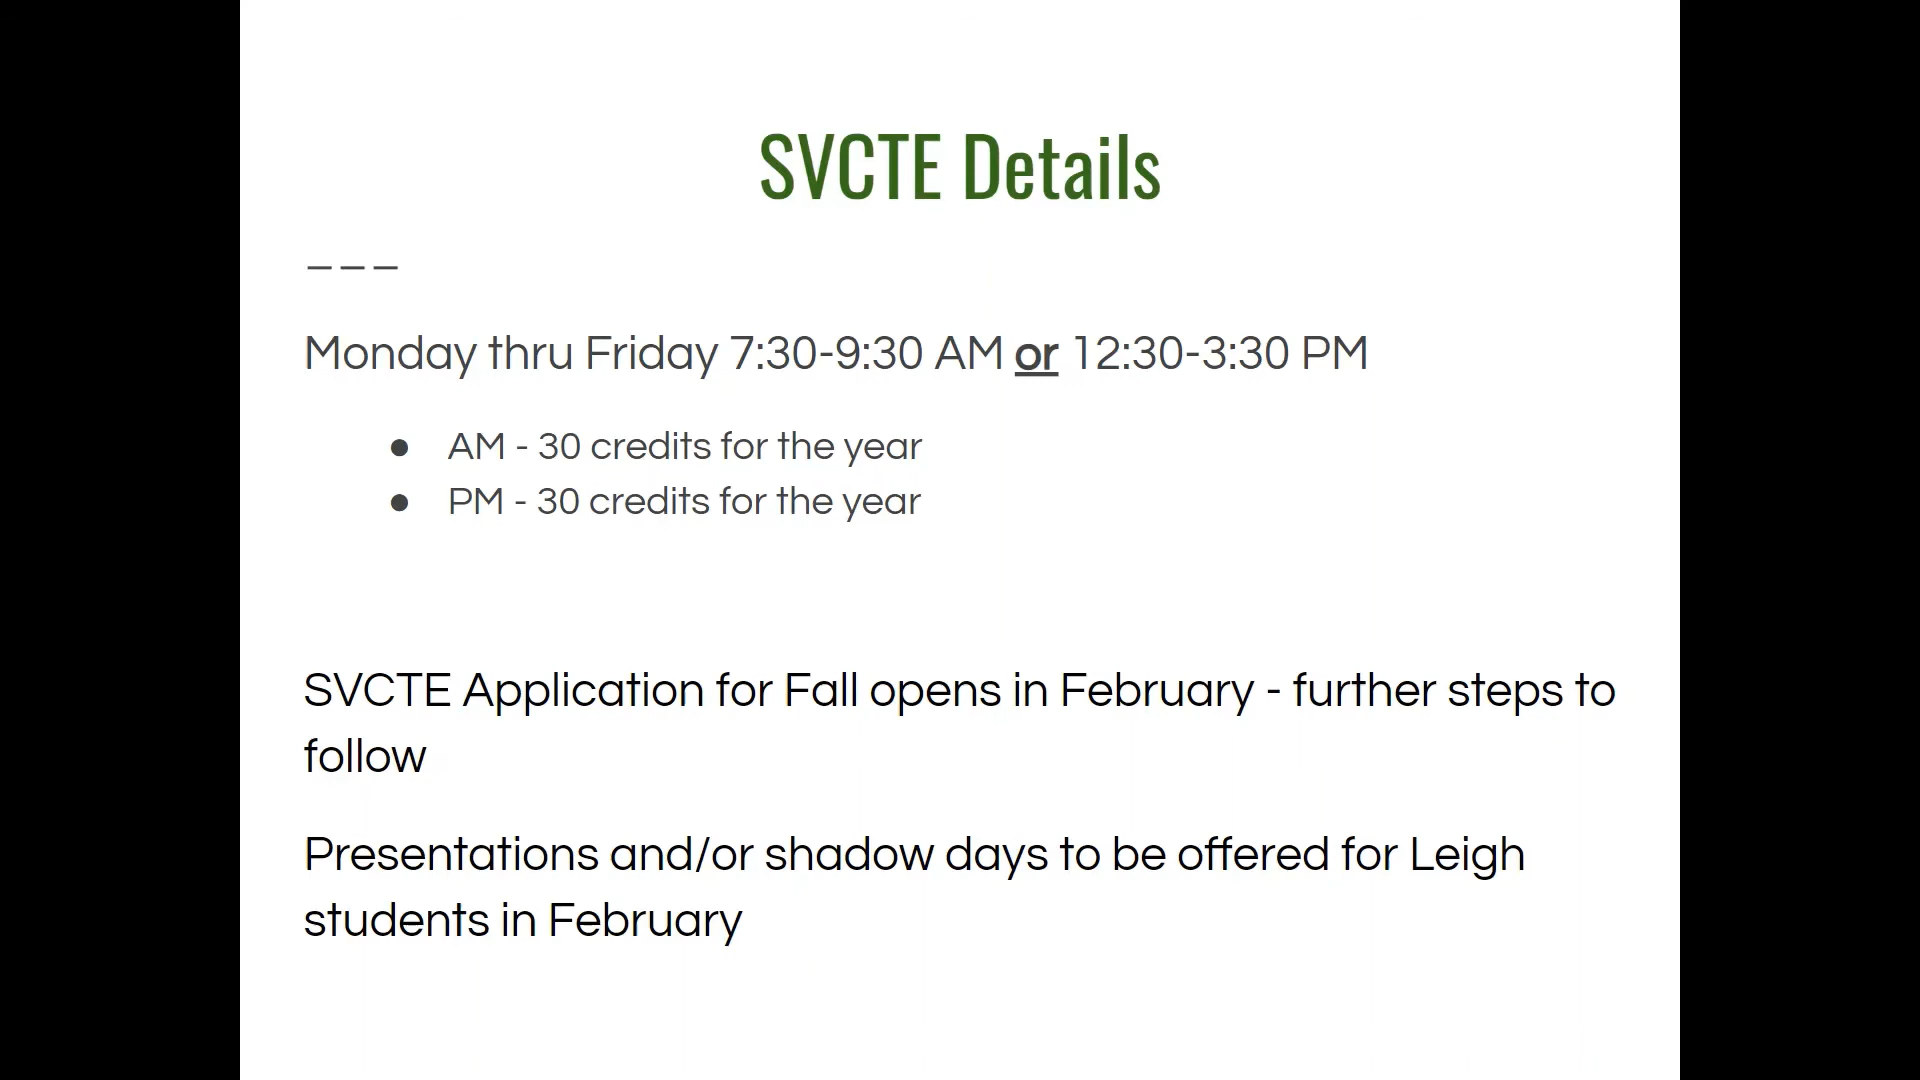 SVCTE Details
Monday thru Friday 7:30-9:30 AM or 12:30-3:30 PM
● AM - 30 credits for the year
● PM - 30 credits for the year
SVCTE Application for Fall opens in February - further steps to
follow
Presentations and/or shadow days to be offered for Leigh
students in February